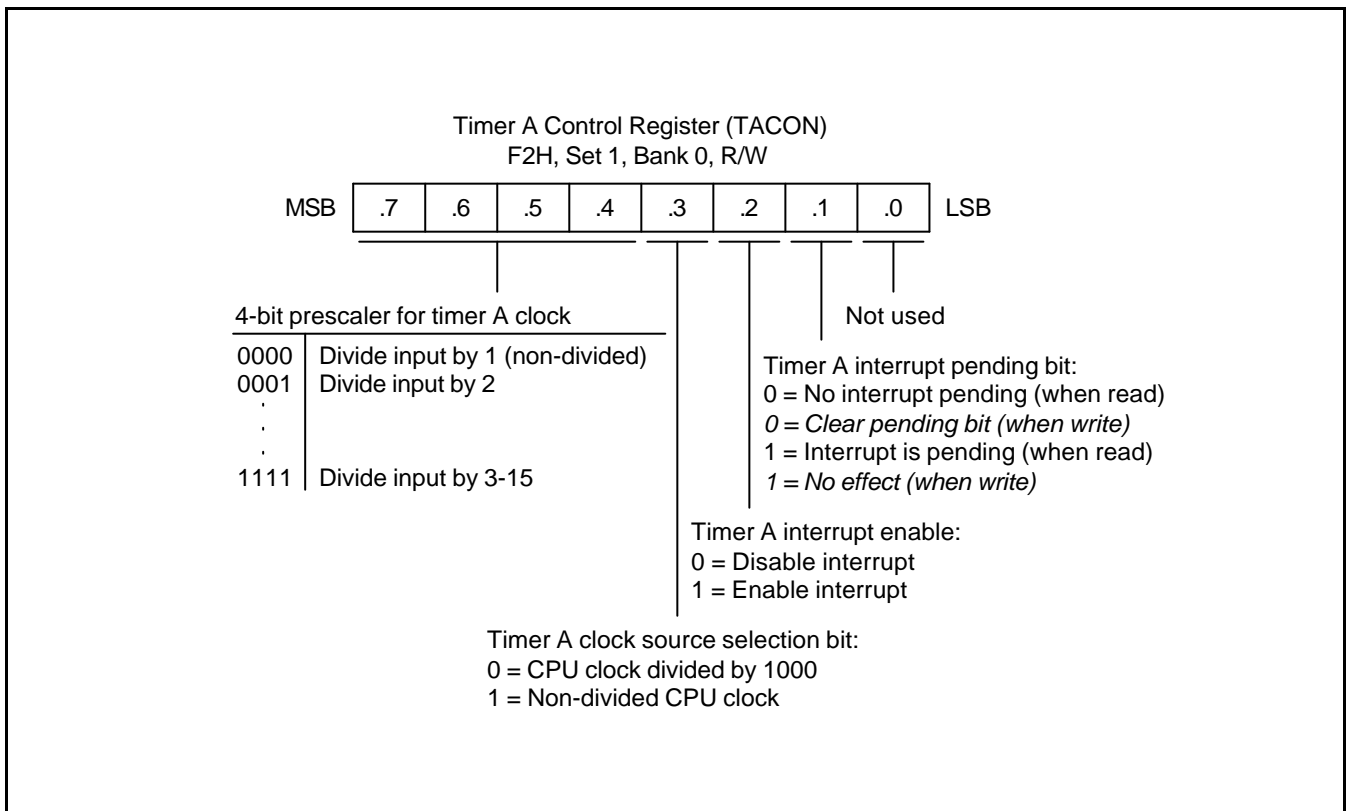 Timer A Control Register (TACON)
F2H, Set 1, Bank 0, R/W
MSB .7 .6 .5 .4 .3 .2 .1 .0 LSB
4-bit prescaler for timer A clock
0000 Divide input by 1 (non-divided)
0001 Divide input by 2
.
.
.
1111 Divide input by 3-15
Not used
Timer A interrupt pending bit:
0 = No interrupt pending (when read)
0 = Clear pending bit (when write)
1 = Interrupt is pending (when read)
1 = No effect (when write)
Timer A interrupt enable:
0 = Disable interrupt
1 = Enable interrupt
Timer A clock source selection bit:
0 = CPU clock divided by 1000
1 = Non-divided CPU clock